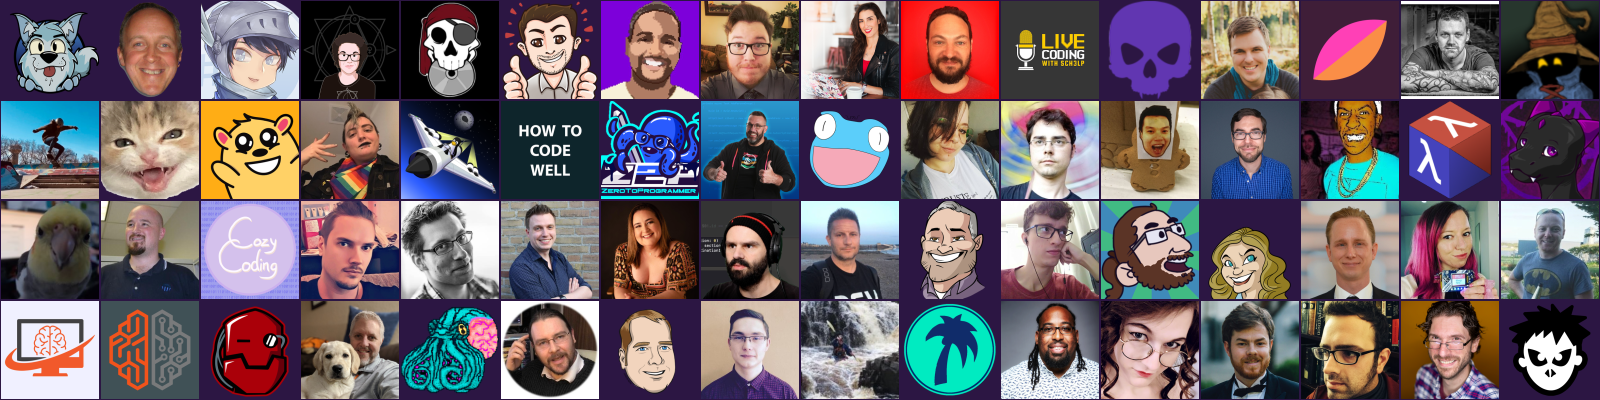 LIVE
CODING
WITH SCH3LP
HOW TO
CODE
WELL
ZEROTOPROGRAMMER
Cozy
Coding